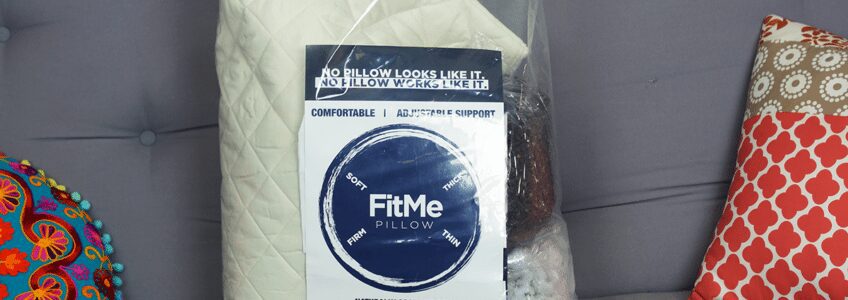 NO PILLOW LOOKS LIKE IT.
NO PILLOW WORKS LIKE IT.
COMFORTABLE | ADJUSTABLE SUPPORT
SOFT THICK
FitMe
PILLOW
FIRM THIN